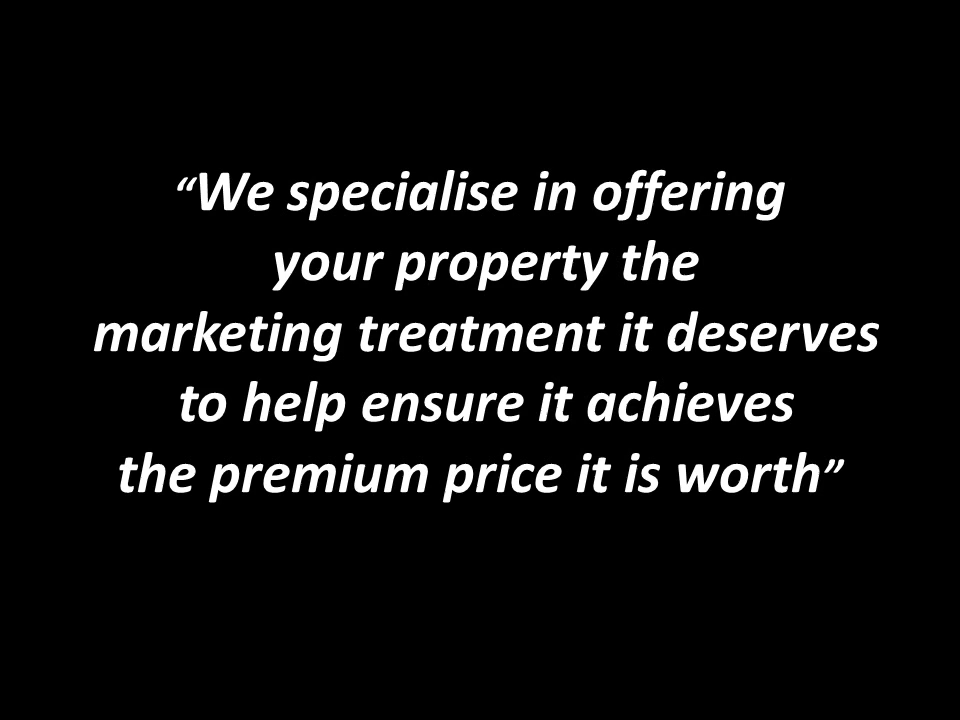 “We specialise in offering
your property the
marketing treatment it deserves
to help ensure it achieves
the premium price it is worth”